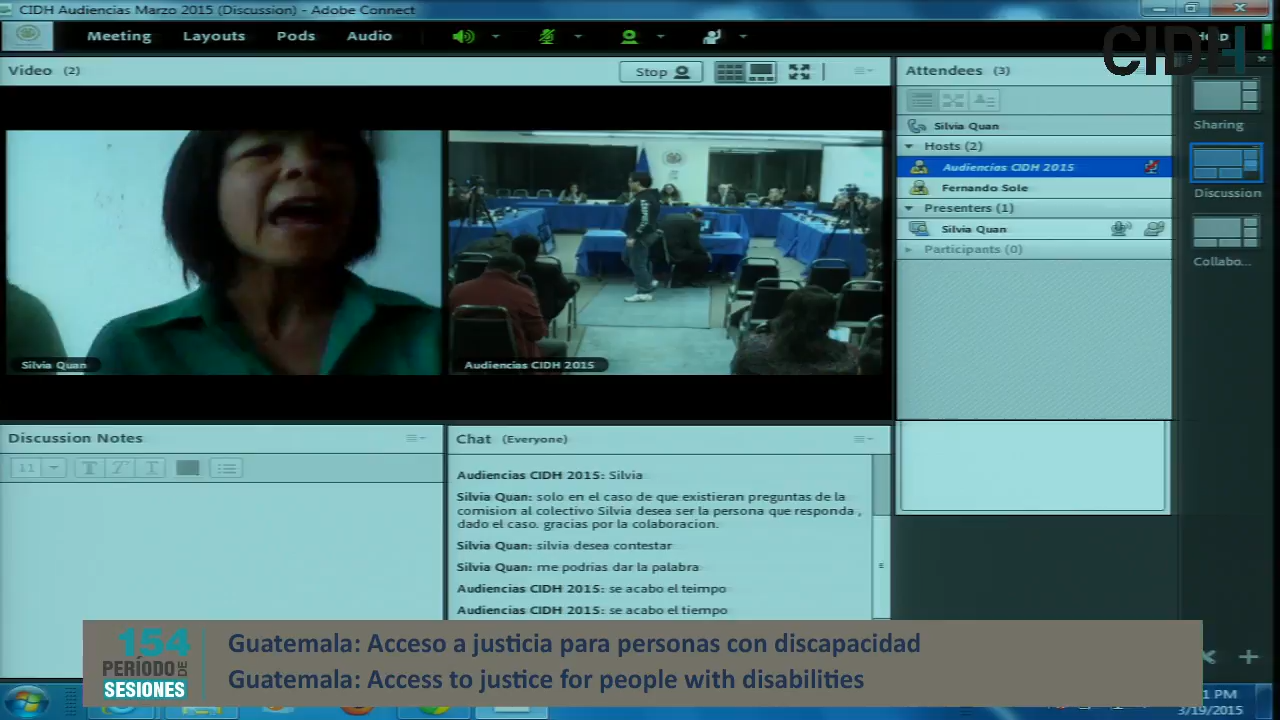 CIDH Audiencias Marzo 2015 (Discussion) - Adobe Connect
Meeting Layouts Pods Audio
Help
CIDH
Video (2)
Stop
Attendees (3)
Silvia Quan
Hosts (2)
Audiencias CIDH 2015
Fernando Sole
Presenters (1)
Silvia Quan
Participants (0)
Sharing
Discussion
Collabo...
Silvia Quan
Audiencias CIDH 2015
Discussion Notes
11
T T T
Chat (Everyone)
Audiencias CIDH 2015: Silvia
Silvia Quan: solo en el caso de que existieran preguntas de la
comision al colectivo Silvia desea ser la persona que responda ,
dado el caso. gracias por la colaboracion.
Silvia Quan: silvia desea contestar
Silvia Quan: me podrias dar la palabra
Audiencias CIDH 2015: se acabo el teimpo
Audiencias CIDH 2015: se acabo el tiempo
154
PERÍODO DE
SESIONES
Guatemala: Acceso a justicia para personas con discapacidad
Guatemala: Access to justice for people with disabilities
1 PM
3/19/2015